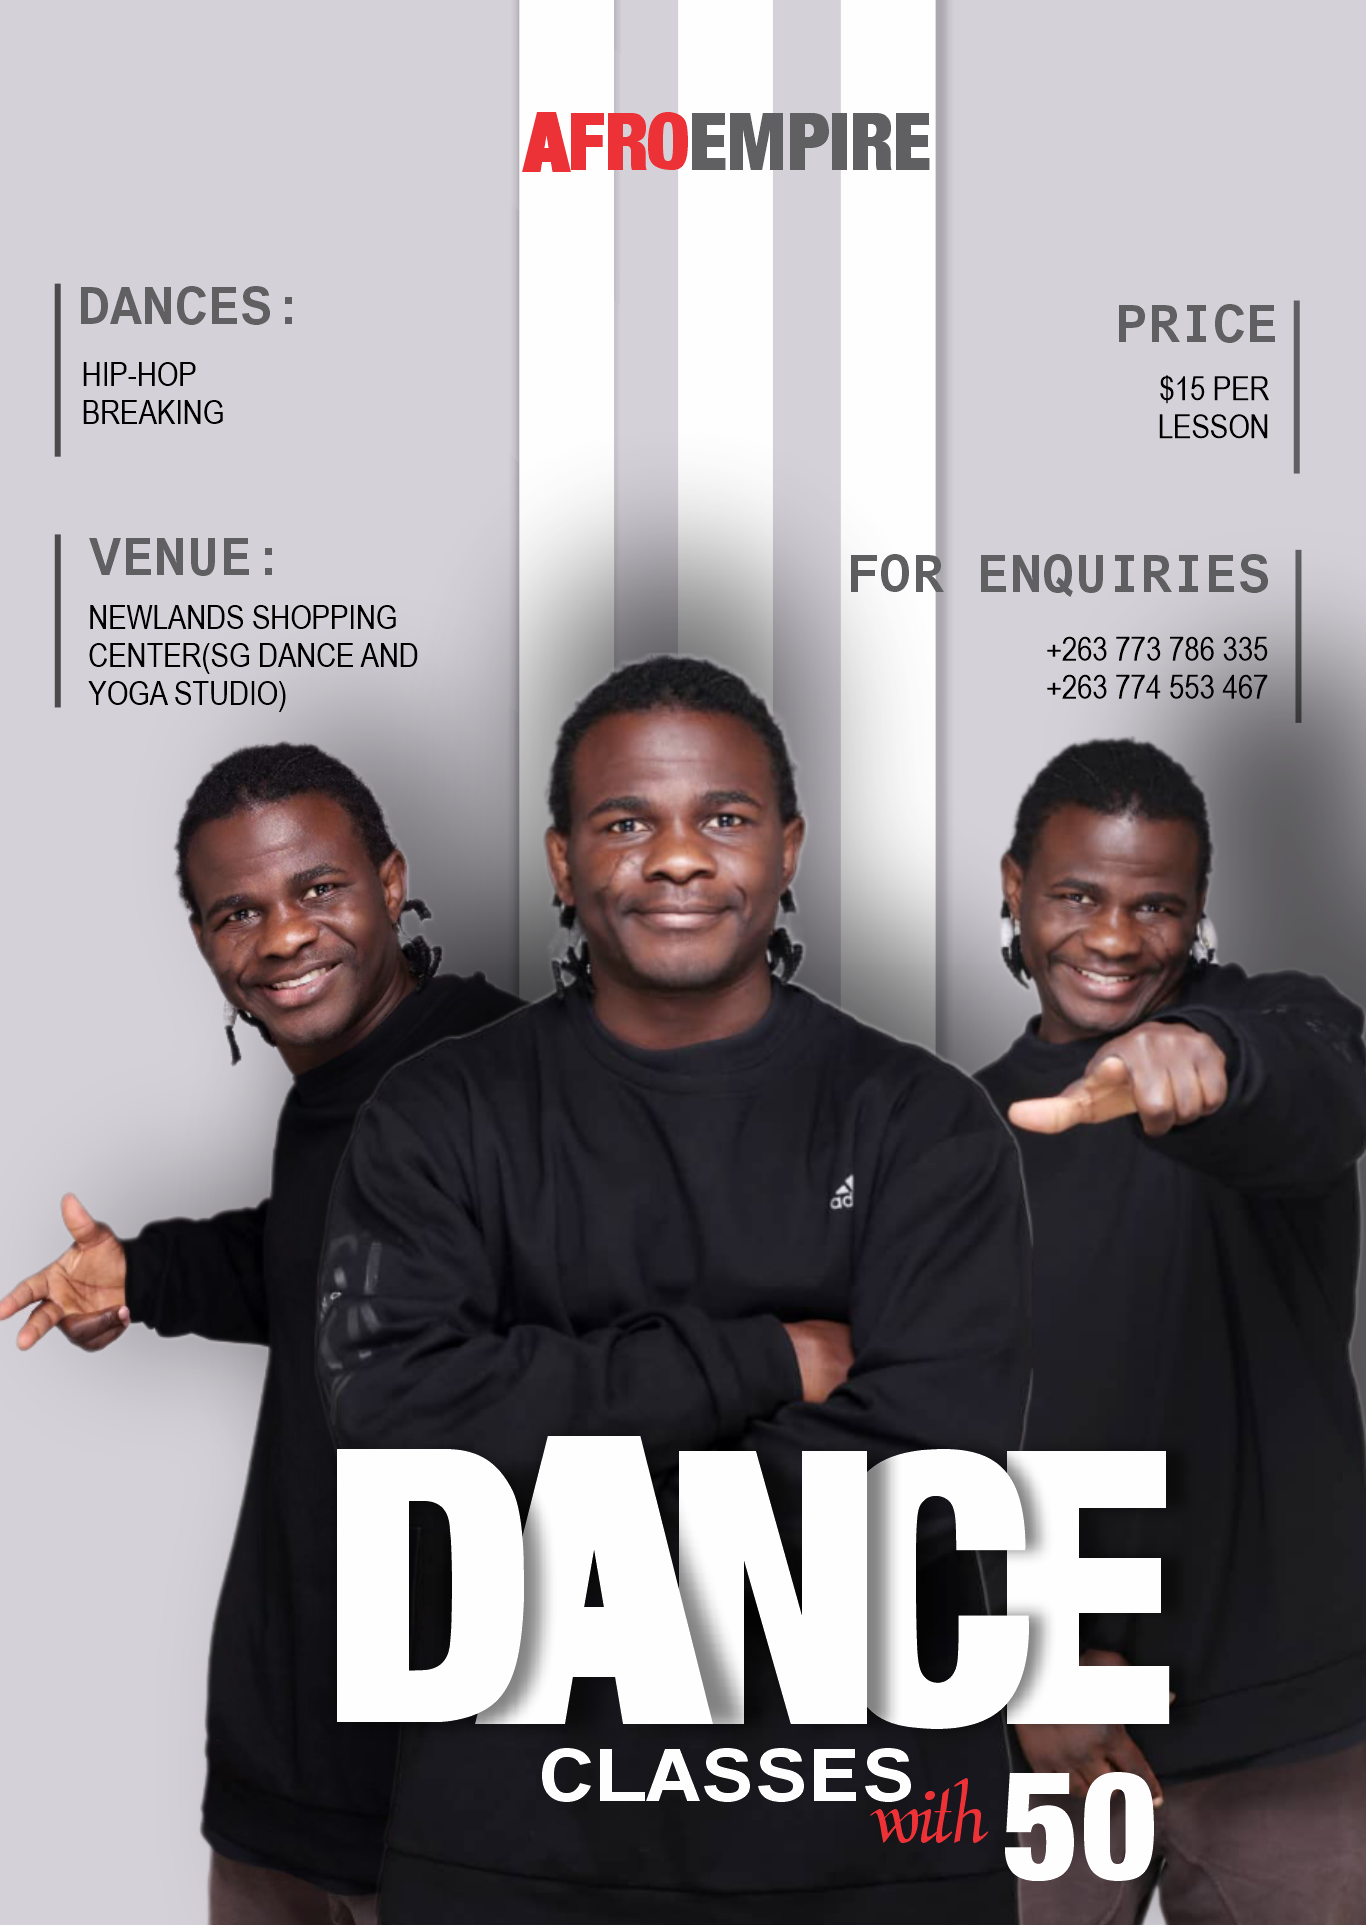 AFROEMPIRE
DANCES:
HIP-HOP
BREAKING
PRICE
$15 PER
LESSON
VENUE:
NEWLANDS SHOPPING
CENTER(SG DANCE AND
YOGA STUDIO)
FOR ENQUIRIES
+263 773 786 335
+263 774 553 467
ad
DANCE
CLASSES
with 50